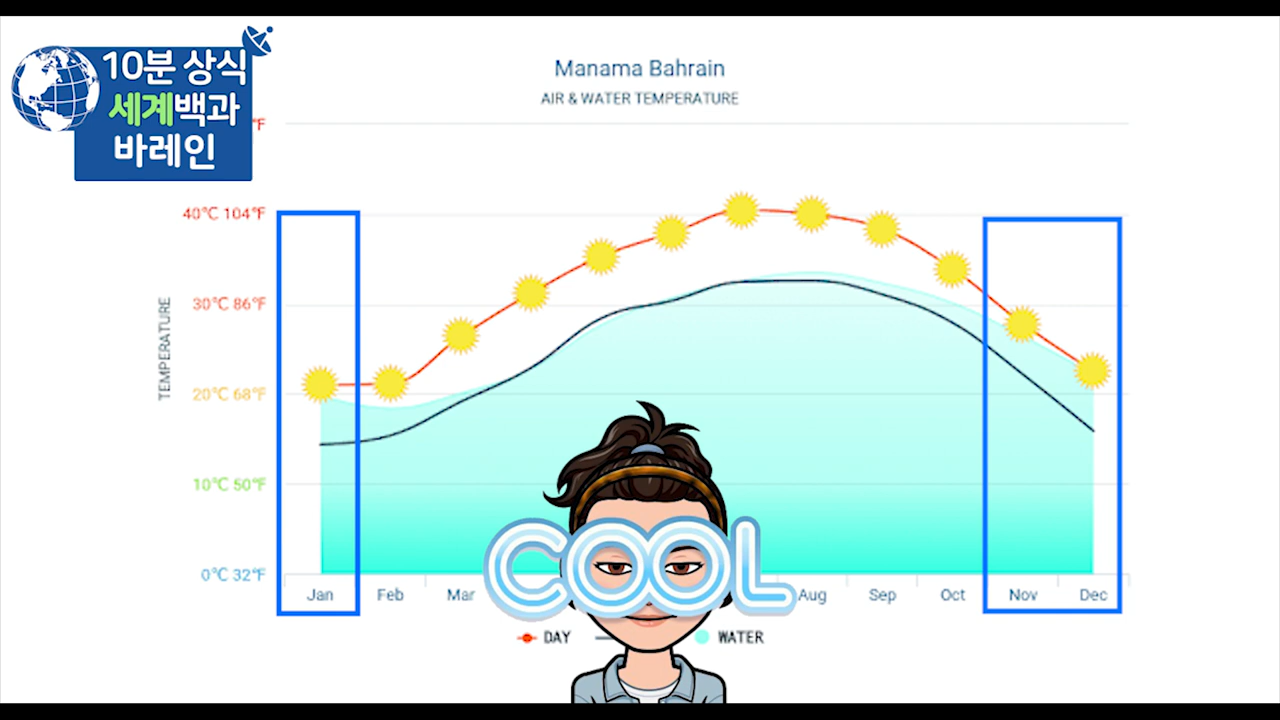 10분 상식
세계백과
바레인
Manama Bahrain
AIR & WATER TEMPERATURE
°F
40°C 104°F
30°C 86°F
20°C 68°F
10°C 50°F
0°C 32°F
TEMPERATURE
COOL
Jan Feb Mar Aug Sep Oct Nov Dec
DAY WATER